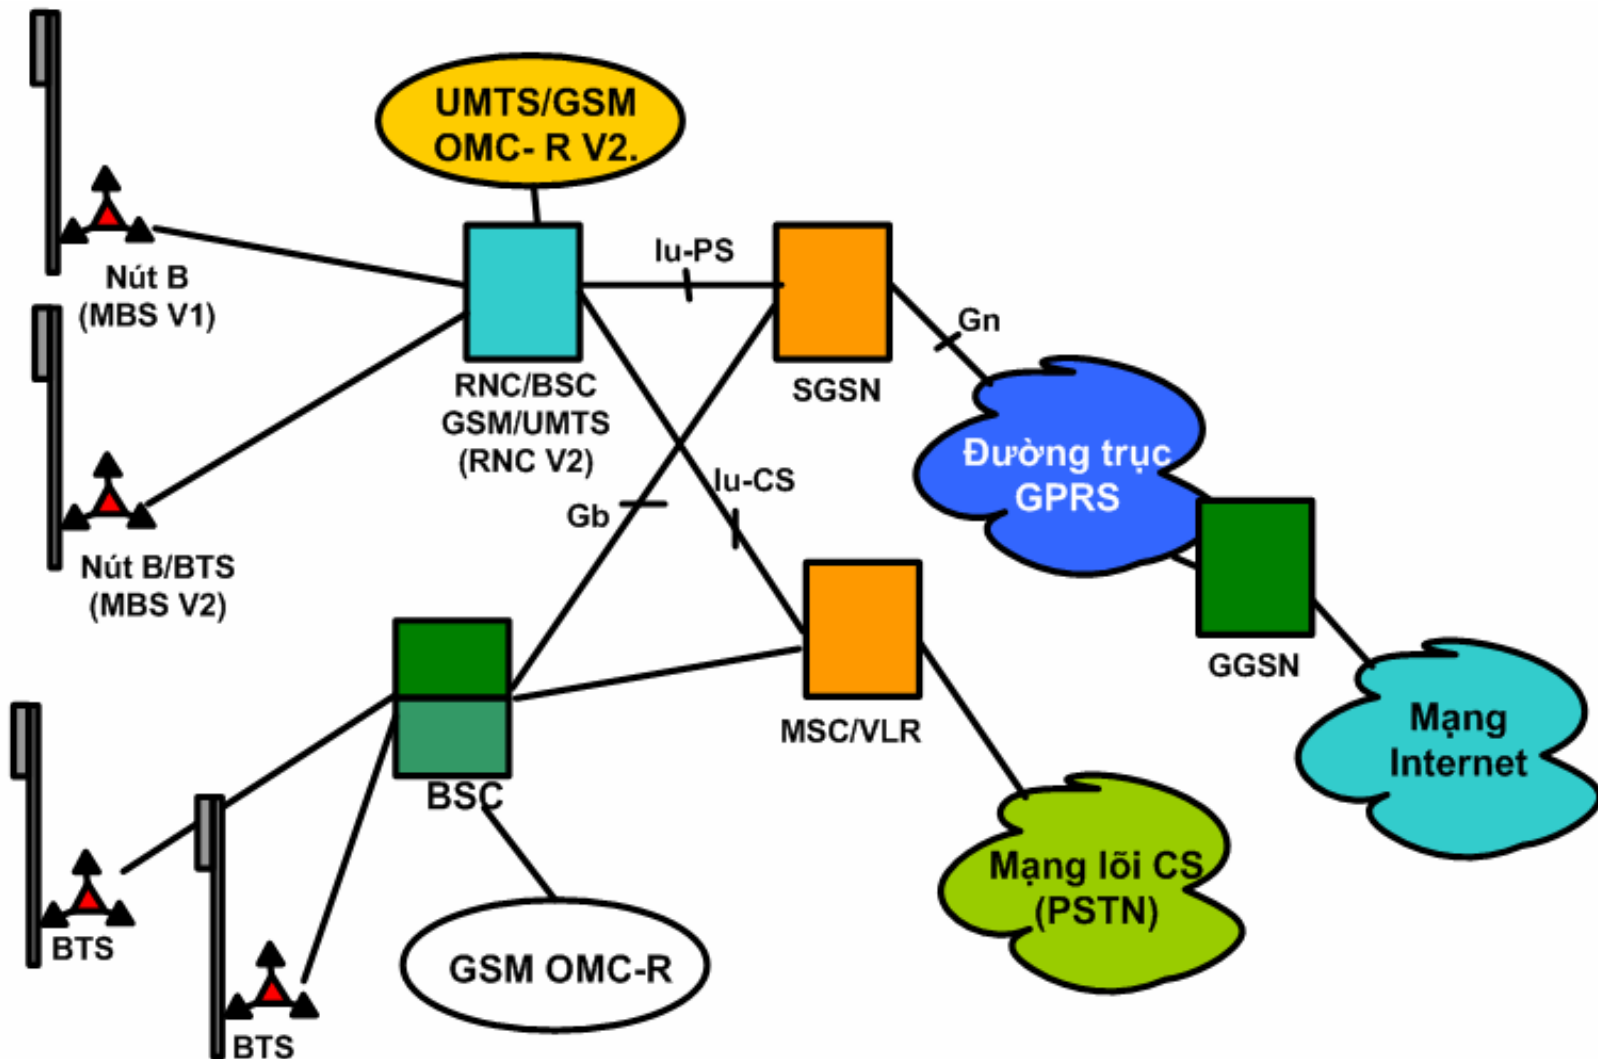 UMTS/GSM
OMC- R V2.
Nút B
(MBS V1)
Iu-PS
Gn
RNC/BSC
GSM/UMTS
(RNC V2)
SGSN
Đường trục
GPRS
Iu-CS
Gb
Nút B/BTS
(MBS V2)
GGSN
MSC/VLR
Mạng
Internet
BSC
Mạng lõi CS
(PSTN)
BTS
GSM OMC-R
BTS